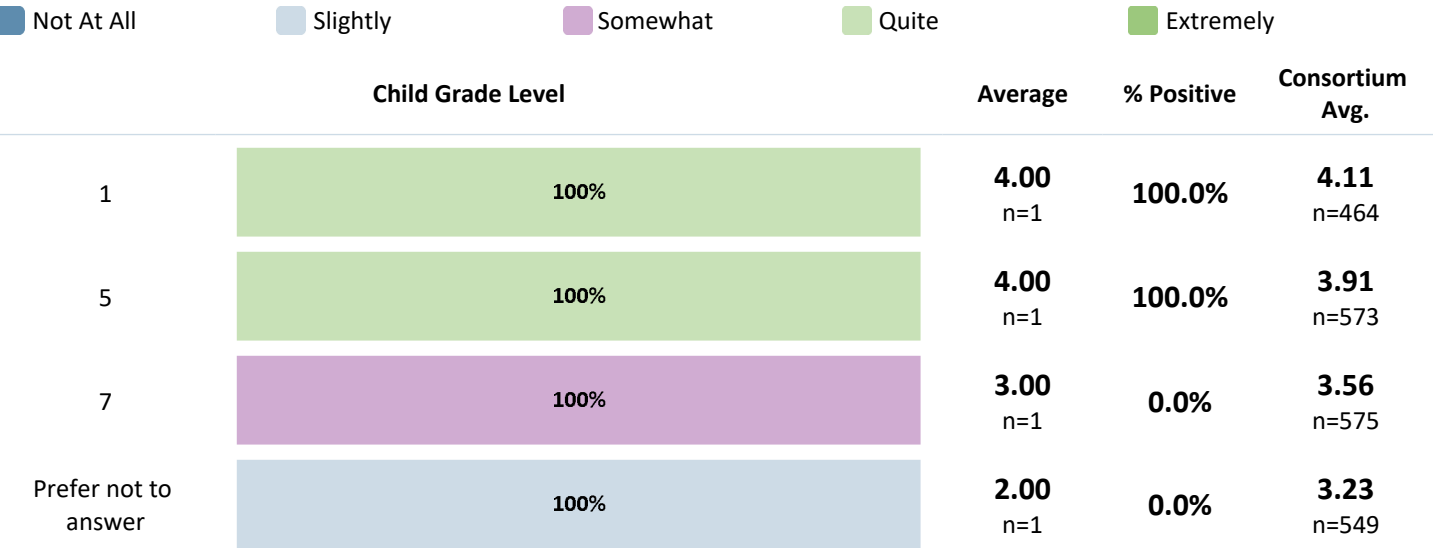 Not At All Slightly Somewhat Quite Extremely
Child Grade Level Average % Positive Consortium Avg.
1 100% 4.00 100.0% 4.11
n=1 n=464
5 100% 4.00 100.0% 3.91
n=1 n=573
7 100% 3.00 0.0% 3.56
n=1 n=575
Prefer not to answer 100% 2.00 0.0% 3.23
n=1 n=549